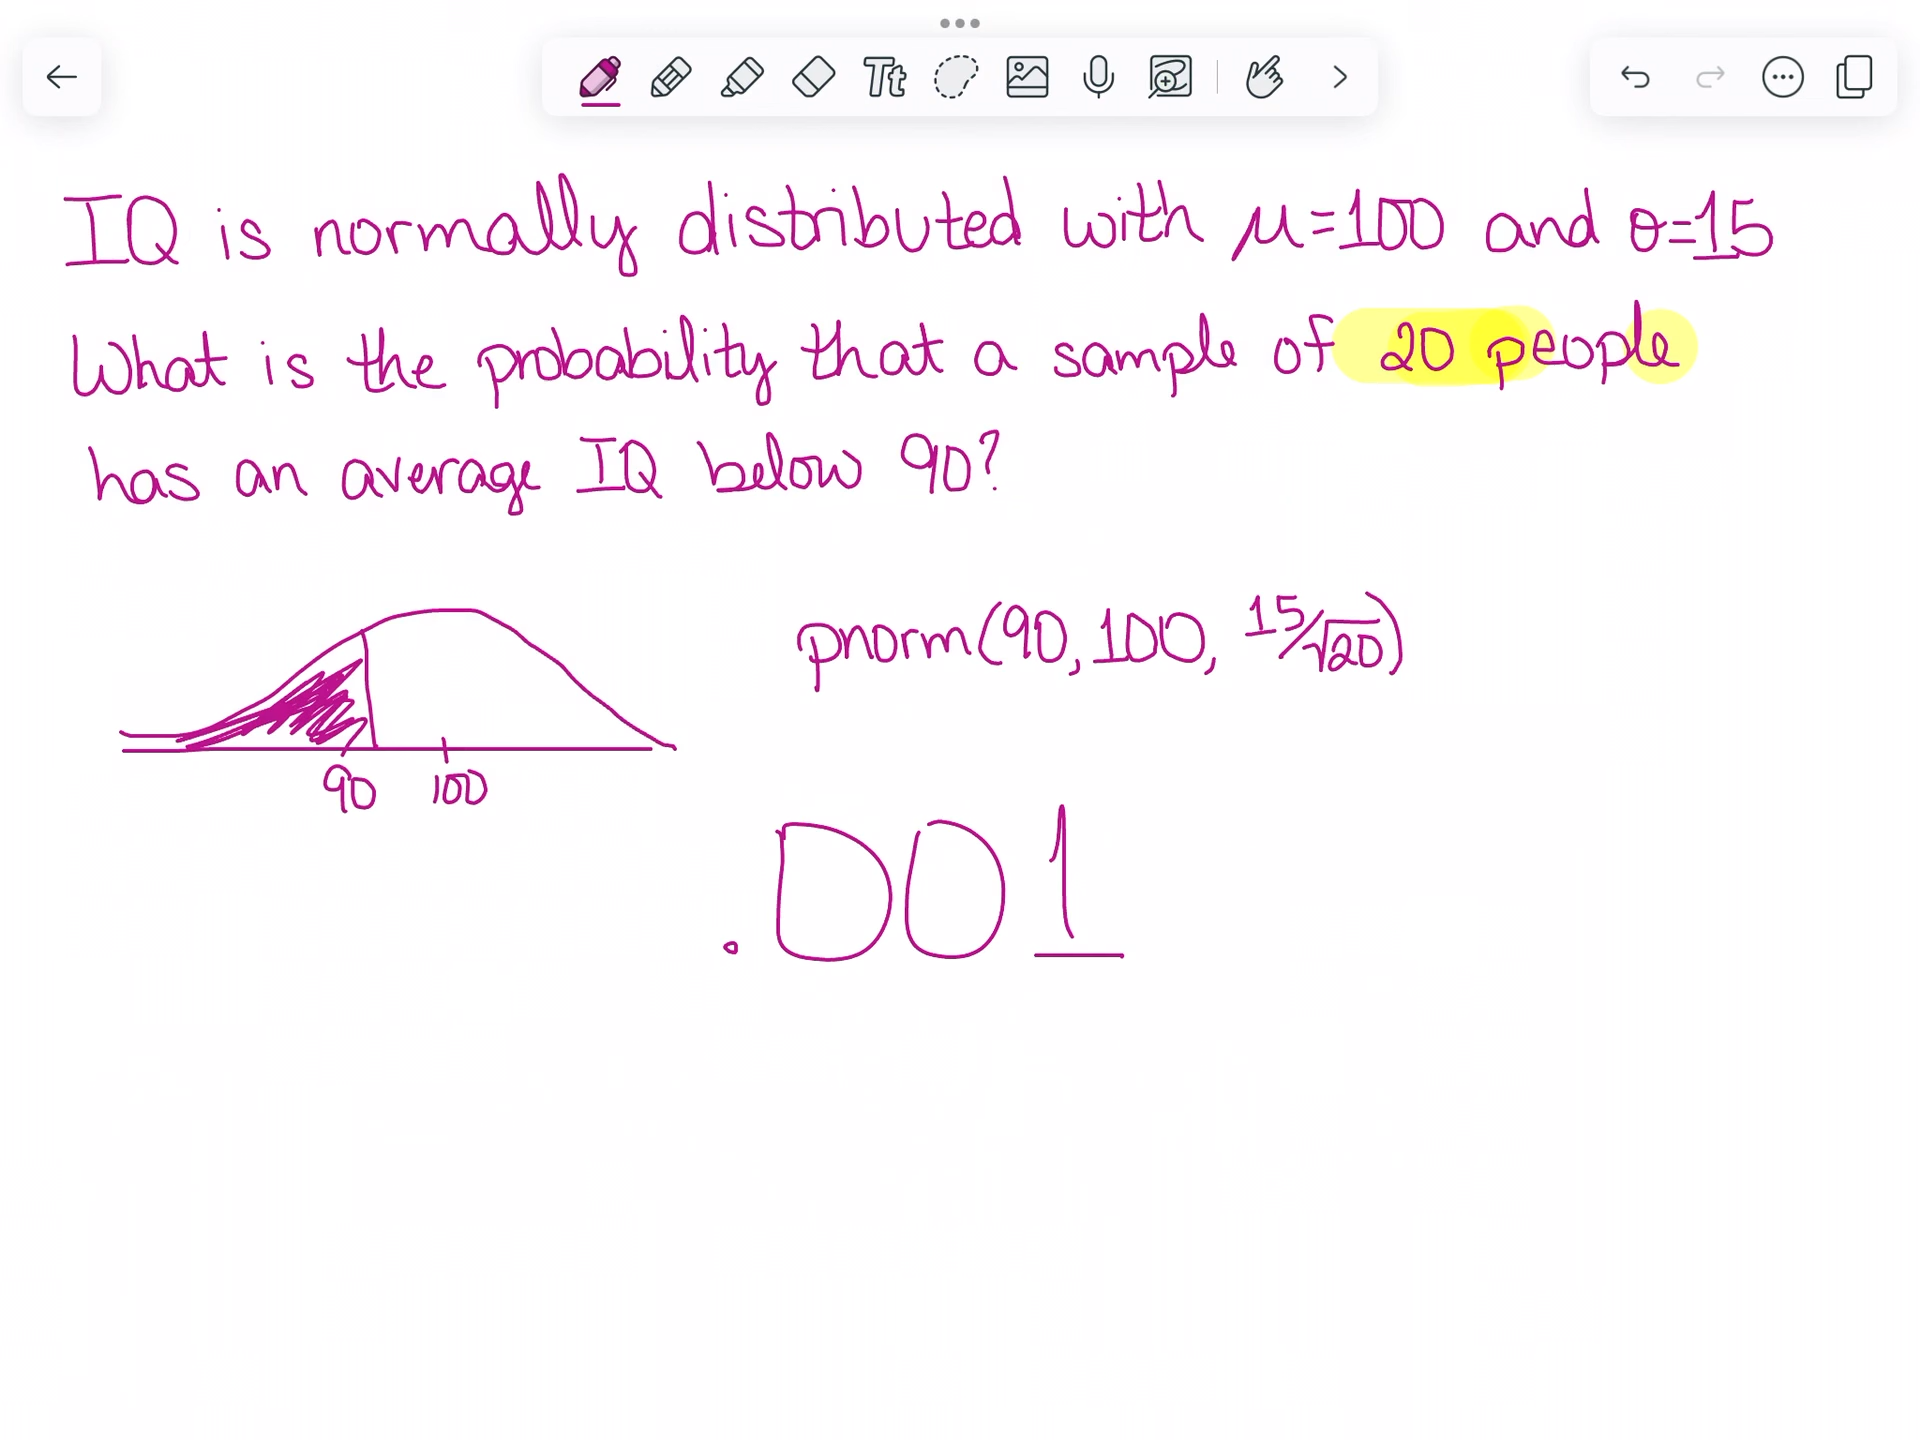 Tt
IQ is normally distributed with μ=100 and σ=15
What is the probability that a sample of 20 people
has an average IQ below 90?
pnorm(90, 100, 15/√20)
90 100
.001